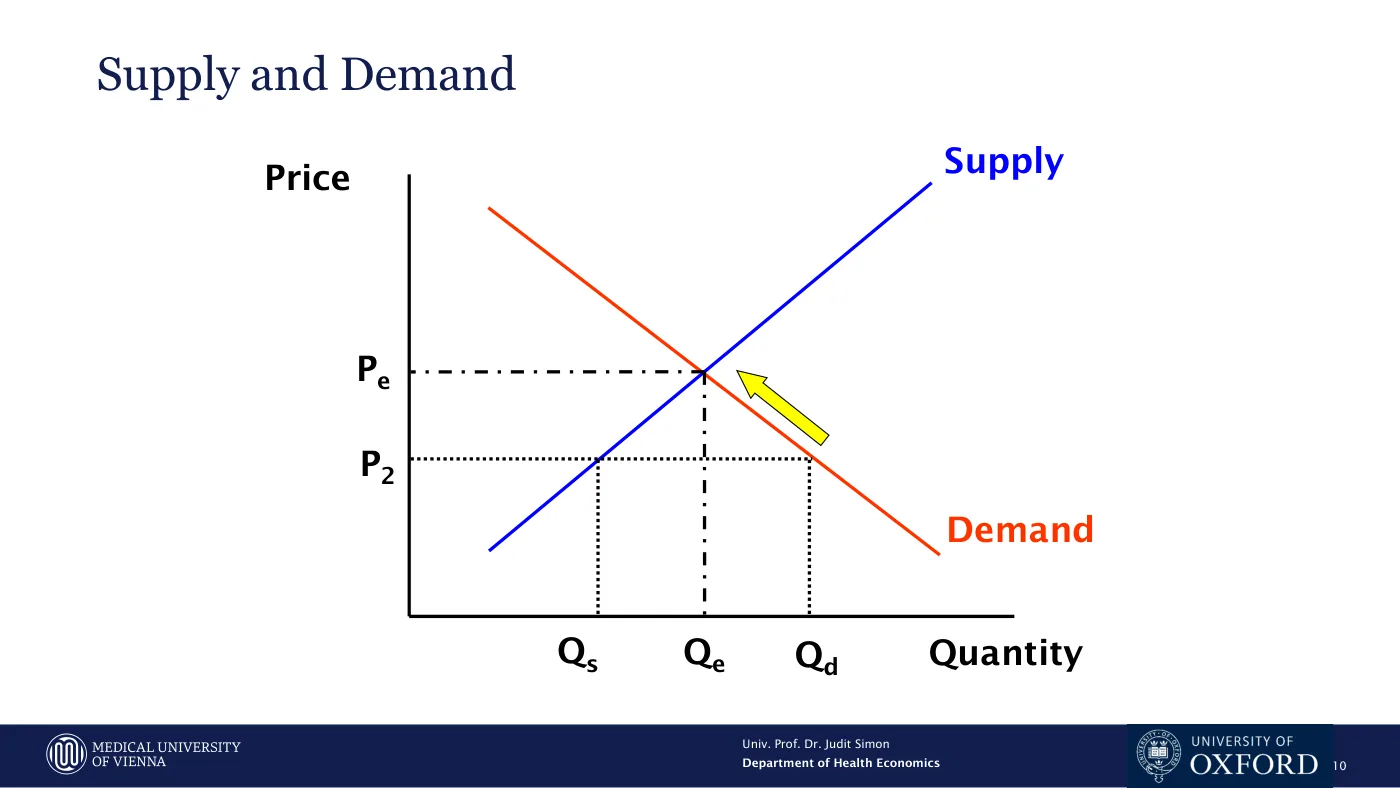 Supply and Demand
Price
Supply
Pe
P2
Demand
Qs
Qe
Qd
Quantity
MEDICAL UNIVERSITY
OF VIENNA
Univ. Prof. Dr. Judit Simon
Department of Health Economics
UNIVERSITY OF
OXFORD
10